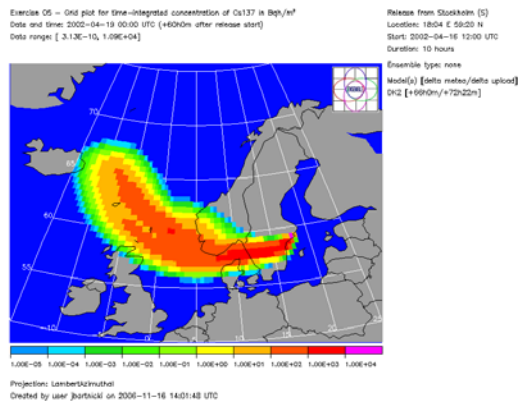 Exercise 05 - Grid plot for time-integrated concentration of Cs137 in Bqh/m³
Date and time: 2002-04-19 00:00 UTC (+60h0m after release start)
Data range: [ 3.13E-10, 1.09E+04]
Release from Stockholm (S)
Location: 18:04 E 59:20 N
Start: 2002-04-16 12:00 UTC
Duration: 10 hours
Ensemble type: none
Model(s) [delta meteo/delta upload]
DK2 [+66h0m/+72h22m]
70
65
60
55
-10
0
10
20
1.00E-05 1.00E-04 1.00E-03 1.00E-02 1.00E-01 1.00E+00 1.00E+01 1.00E+02 1.00E+03 1.00E+04
Projection: LambertAzimuthal
Created by user jbartnicki on 2006-11-16 14:01:48 UTC